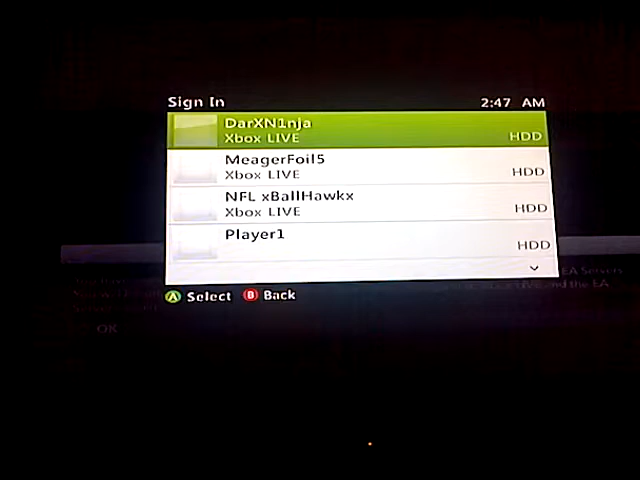 Sign In
2:47 AM
DarXN1nja
Xbox LIVE
HDD
MeagerFoil5
Xbox LIVE
HDD
NFL xBallHawkx
Xbox LIVE
HDD
Player1
HDD
EA Servers
and the EA
A Select B Back
OK